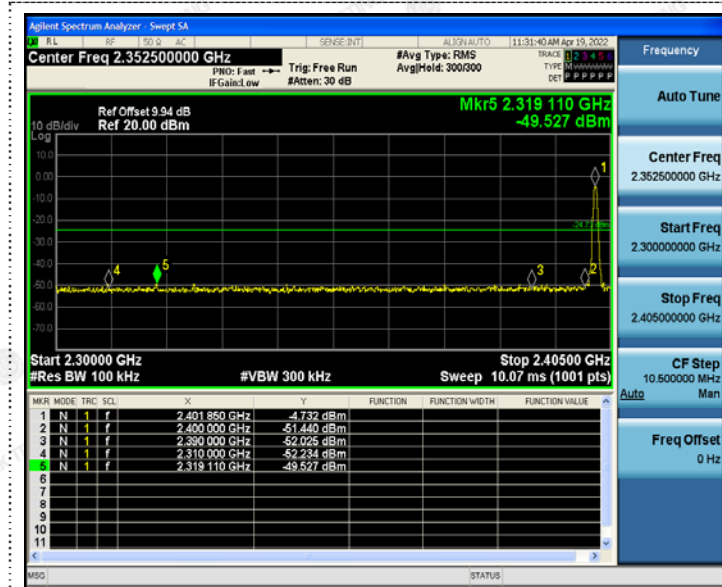 Agilent Spectrum Analyzer - Swept SA
RL RF 50 Ω AC SENSE:INT ALIGNAUTO 11:31:40 AM Apr 19, 2022
Center Freq 2.352500000 GHz
PNO: Fast
IFGain:Low
Trig: Free Run
#Atten: 30 dB
#Avg Type: RMS
Avg|Hold: 300/300
TRACE 1 2 3 4 5 6
TYPE
DET P P P P P P
Mkr5 2.319 110 GHz
-49.527 dBm
Ref Offset 9.94 dB
10 dB/div Ref 20.00 dBm
Log
10.0
0.00
-10.0
-20.0
-30.0
-40.0
-50.0
-60.0
-70.0
1
2
3
4
5
Start 2.30000 GHz Stop 2.40500 GHz
#Res BW 100 kHz #VBW 300 kHz Sweep 10.07 ms (1001 pts)
MKR MODE TRC SCL X Y FUNCTION FUNCTION WIDTH FUNCTION VALUE
1 N 1 f 2.401 850 GHz -4.732 dBm
2 N 1 f 2.400 000 GHz -51.440 dBm
3 N 1 f 2.390 000 GHz -52.025 dBm
4 N 1 f 2.310 000 GHz -52.234 dBm
5 N 1 f 2.319 110 GHz -49.527 dBm
6
7
8
9
10
11
MSG STATUS
Frequency
Auto Tune
Center Freq
2.352500000 GHz
Start Freq
2.300000000 GHz
Stop Freq
2.405000000 GHz
CF Step
10.500000 MHz
Auto Man
Freq Offset
0 Hz